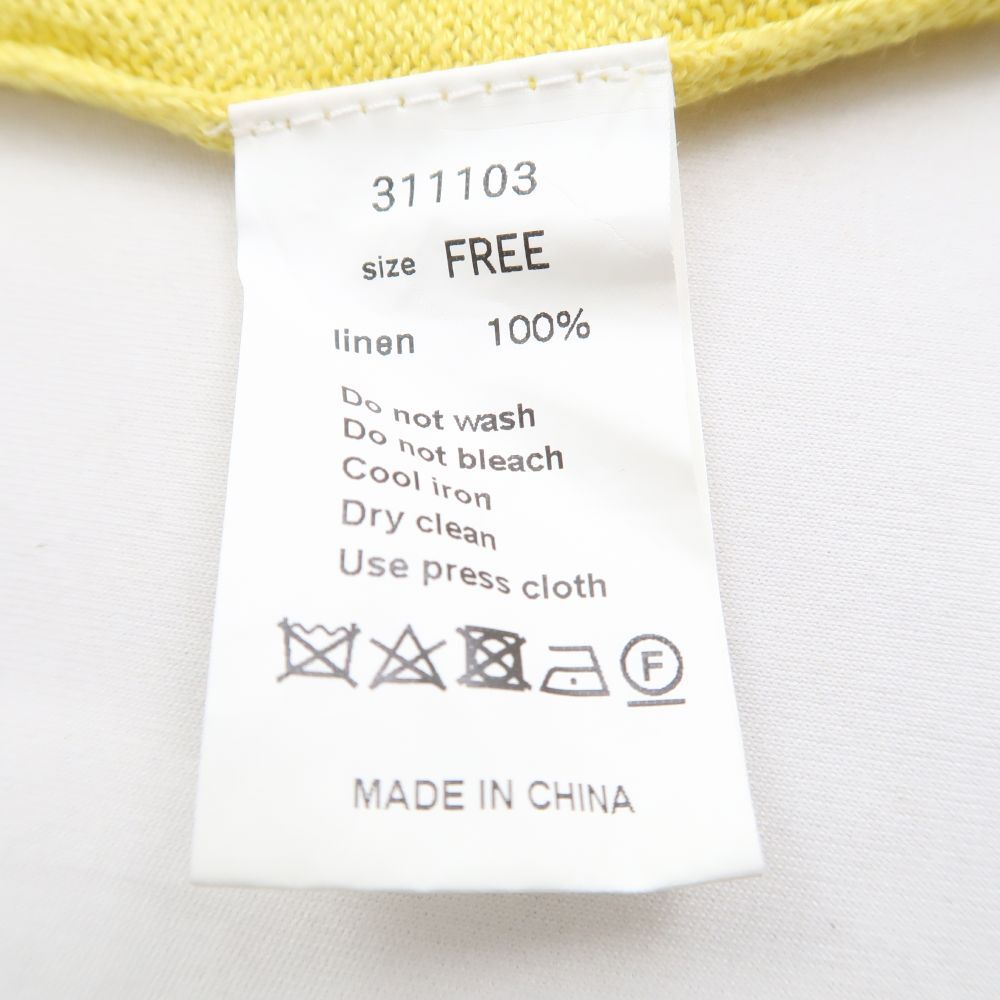 311103
size FREE
linen 100%
Do not wash
Do not bleach
Cool iron
Dry clean
Use press cloth
F
MADE IN CHINA